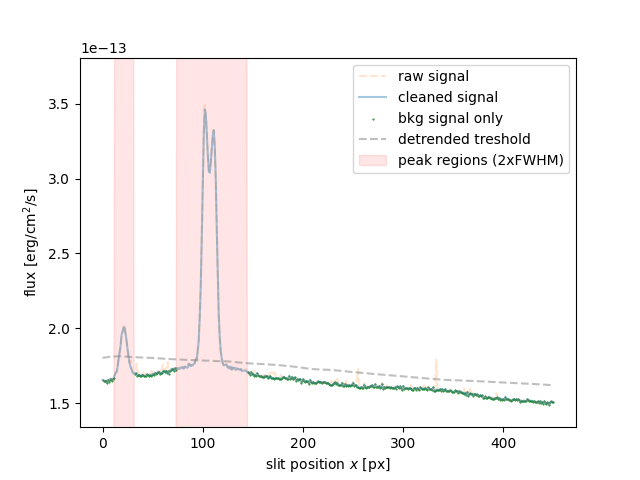 1e−13
3.5
3.0
2.5
2.0
1.5
flux [erg/cm²/s]
0 100 200 300 400
slit position x [px]
raw signal
cleaned signal
bkg signal only
detrended treshold
peak regions (2xFWHM)